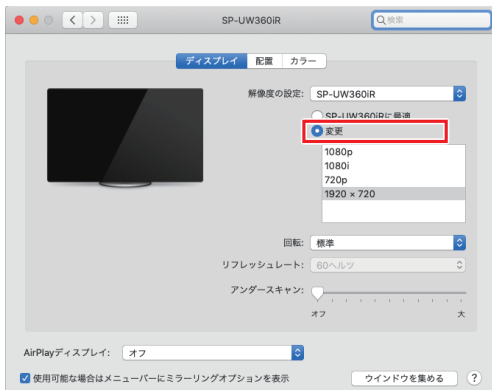 SP-UW360iR
検索
ディスプレイ 配置 カラー
解像度の設定: SP-UW360iR
SP-UW360iRに最適
変更
1080p
1080i
720p
1920 × 720
回転: 標準
リフレッシュレート: 60ヘルツ
アンダースキャン:
オフ 大
AirPlayディスプレイ: オフ
使用可能な場合はメニューバーにミラーリングオプションを表示 ウインドウを集める ?